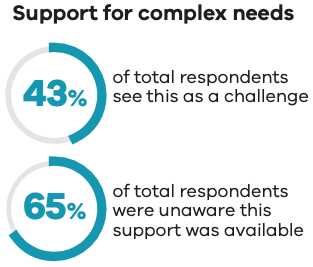 Support for complex needs
43%
of total respondents
see this as a challenge
65%
of total respondents
were unaware this
support was available